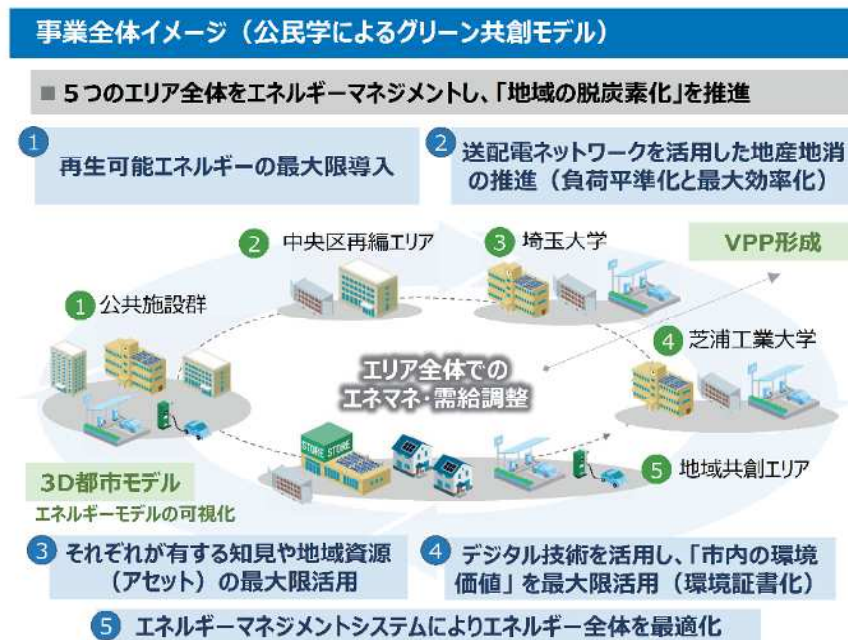 事業全体イメージ（公民学によるグリーン共創モデル）
■ 5つのエリア全体をエネルギーマネジメントし、「地域の脱炭素化」を推進
1
再生可能エネルギーの最大限導入
2
送配電ネットワークを活用した地産地消
の推進（負荷平準化と最大効率化）
2 中央区再編エリア
3 埼玉大学
VPP形成
1 公共施設群
4 芝浦工業大学
エリア全体での
エネマネ・需給調整
STORE STORE
3D都市モデル
エネルギーモデルの可視化
5 地域共創エリア
3 それぞれが有する知見や地域資源
（アセット）の最大限活用
4 デジタル技術を活用し、「市内の環境
価値」を最大限活用（環境証書化）
5 エネルギーマネジメントシステムによりエネルギー全体を最適化